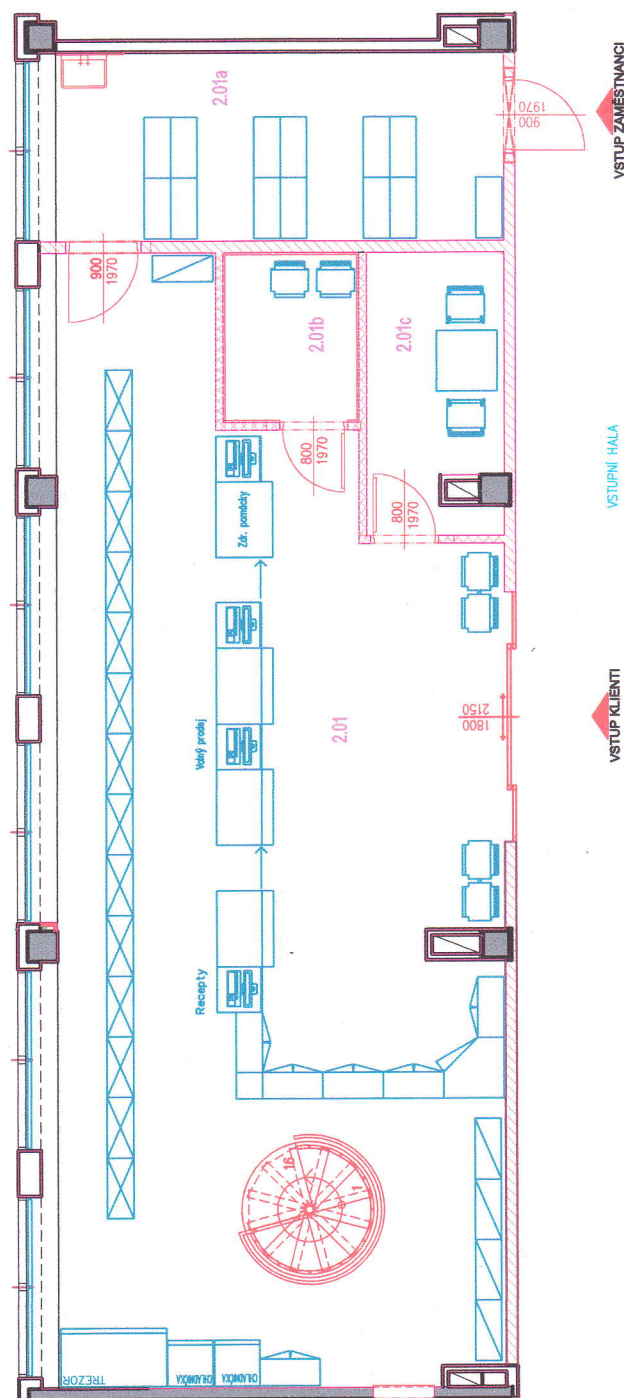 2.01a
900
1970
VSTUP ZAMĚSTNANCI
900
1970
2.01b
2.01c
800
1970
800
1970
VSTUPNÍ HALA
Zdr. pomůcky
Volný prodej
2.01
1800
2150
VSTUP KLIENTI
Recepty
16
1
TREZOR
CHLADNIČKA
CHLADNIČKA